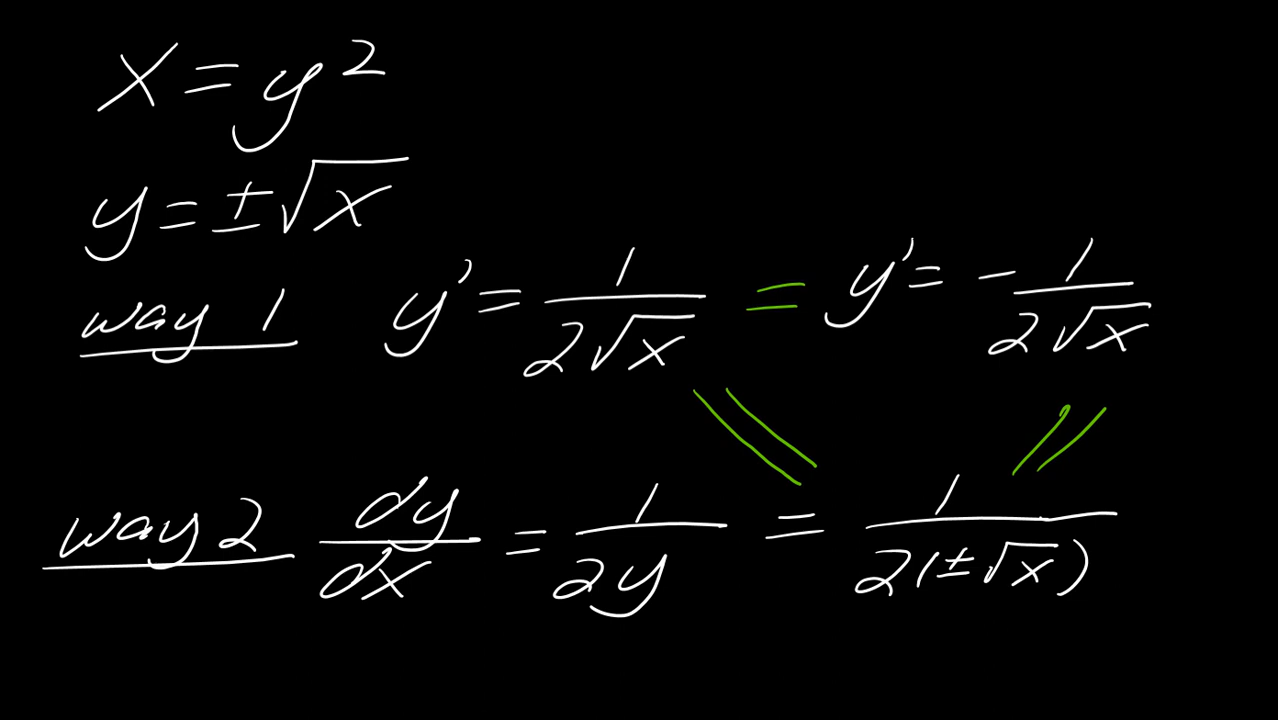 x = y²
y = ±√x
way 1 y' = 1/(2√x) = y' = -1/(2√x)
way 2 dy/dx = 1/(2y) = 1/(2(±√x))